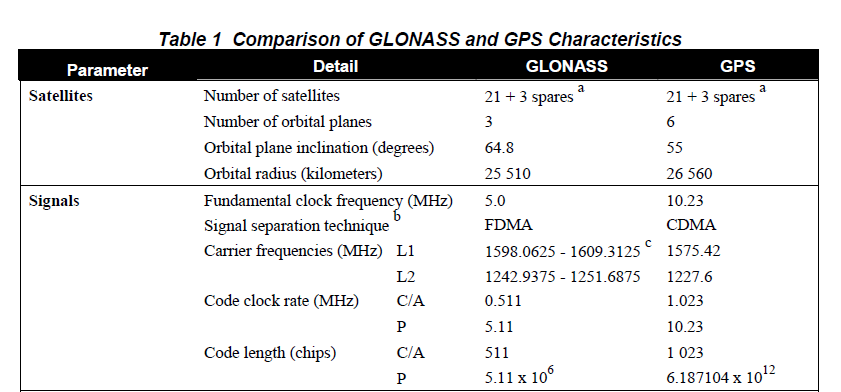 Table 1 Comparison of GLONASS and GPS Characteristics
Parameter Detail GLONASS GPS
Satellites Number of satellites 21 + 3 spares a 21 + 3 spares a
Number of orbital planes 3 6
Orbital plane inclination (degrees) 64.8 55
Orbital radius (kilometers) 25 510 26 560
Signals Fundamental clock frequency (MHz) 5.0 10.23
Signal separation technique b FDMA CDMA
Carrier frequencies (MHz) L1 1598.0625 - 1609.3125 c 1575.42
L2 1242.9375 - 1251.6875 1227.6
Code clock rate (MHz) C/A 0.511 1.023
P 5.11 10.23
Code length (chips) C/A 511 1 023
P 5.11 x 10^6 6.187104 x 10^12